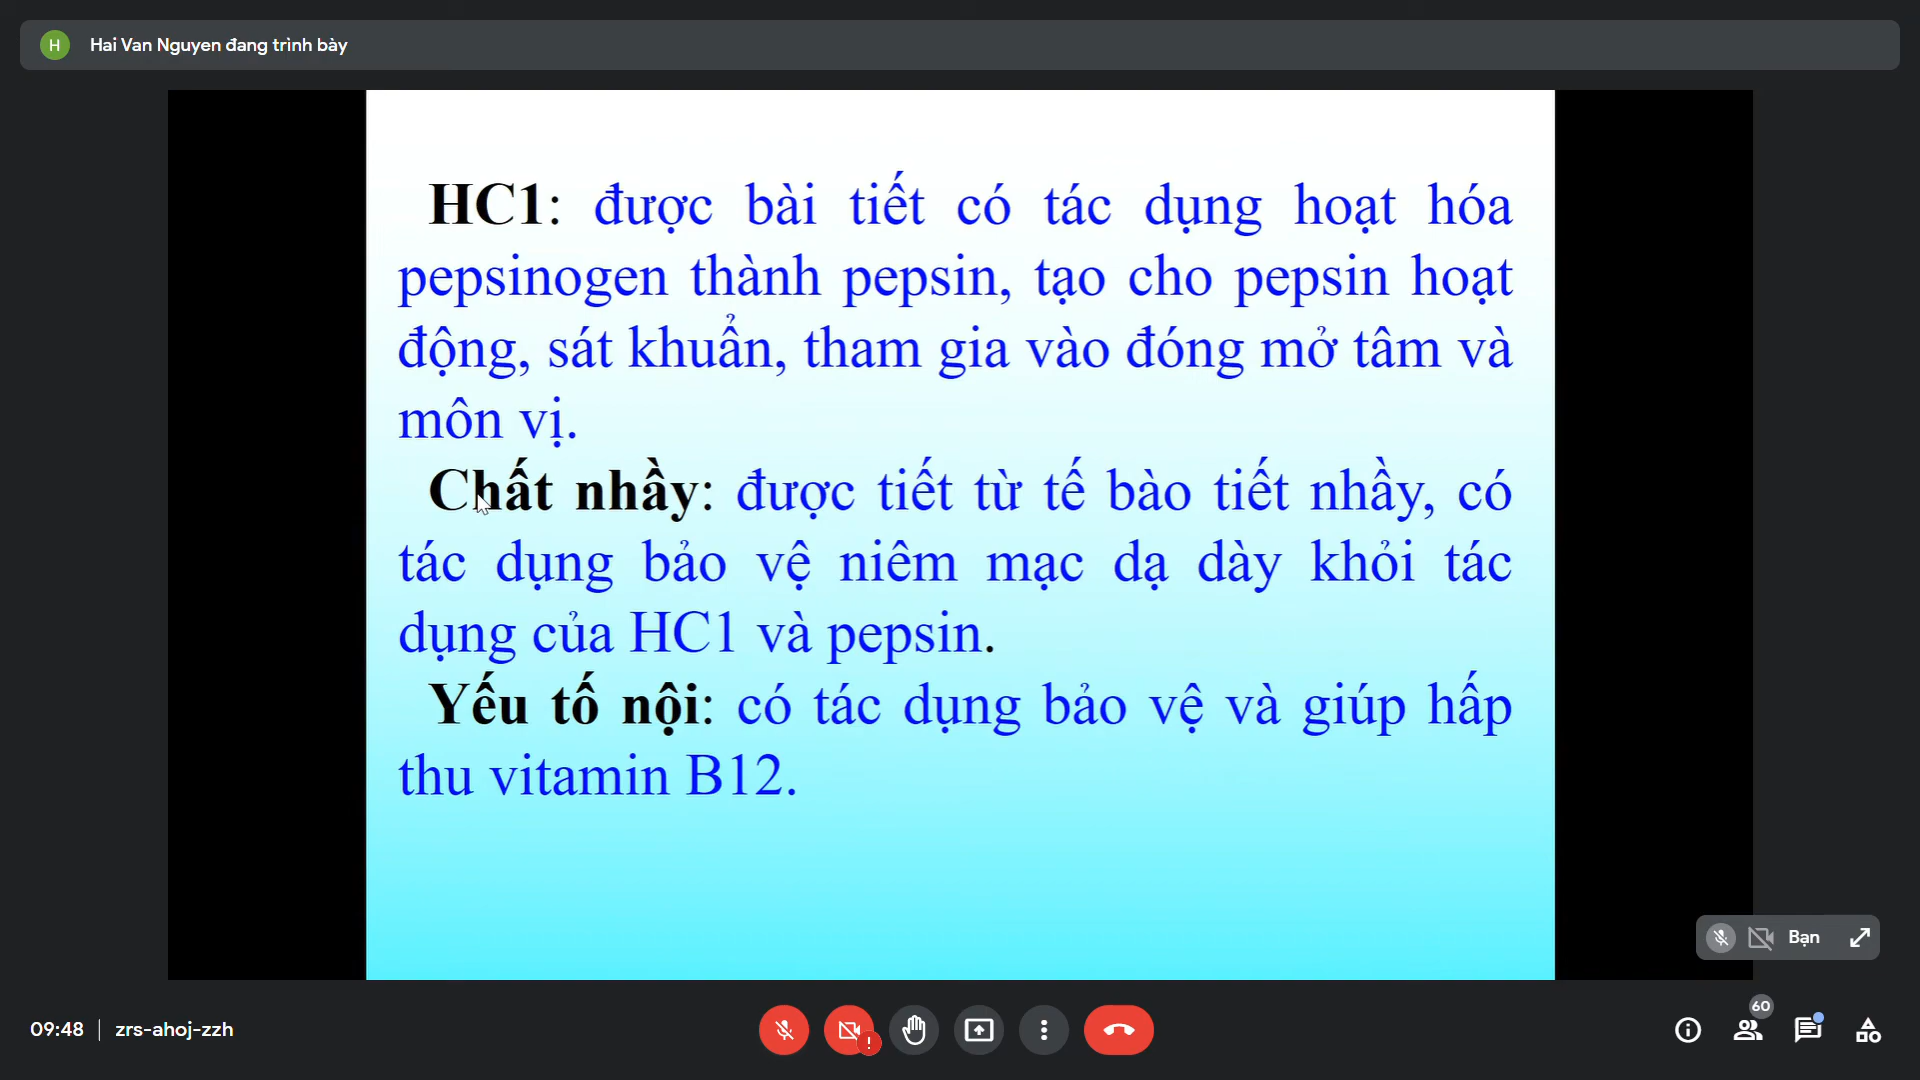 H Hai Van Nguyen đang trình bày
HC1: được bài tiết có tác dụng hoạt hóa
pepsinogen thành pepsin, tạo cho pepsin hoạt
động, sát khuẩn, tham gia vào đóng mở tâm và
môn vị.
Chất nhầy: được tiết từ tế bào tiết nhầy, có
tác dụng bảo vệ niêm mạc dạ dày khỏi tác
dụng của HC1 và pepsin.
Yếu tố nội: có tác dụng bảo vệ và giúp hấp
thu vitamin B12.
Bạn
09:48 | zrs-ahoj-zzh
!
60